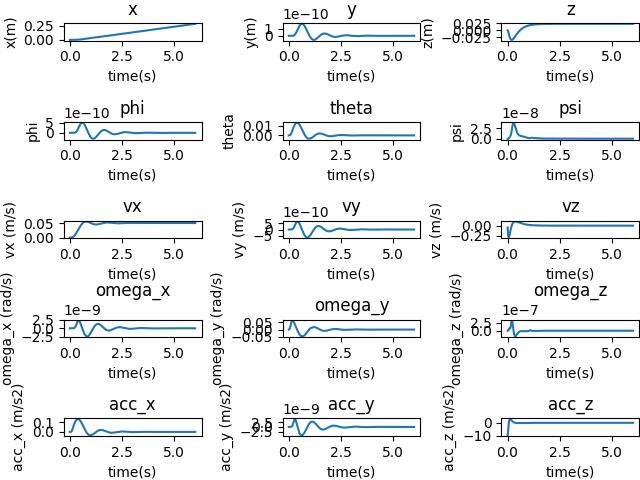 x
y
z
x(m)
0.25
0.00
0.0 2.5 5.0
time(s)
y(m)
1e−10
1
0
0.0 2.5 5.0
time(s)
z(m)
0.025
0.000
−0.025
0.0 2.5 5.0
time(s)
phi
theta
psi
phi
1e−10
5
0
0.0 2.5 5.0
time(s)
theta
0.01
0.00
0.0 2.5 5.0
time(s)
psi
1e−8
2.5
0.0
0.0 2.5 5.0
time(s)
vx
vy
vz
vx (m/s)
0.05
0.00
0.0 2.5 5.0
time(s)
vy (m/s)
1e−10
5
0
−5
0.0 2.5 5.0
time(s)
vz (m/s)
0.00
−0.25
0.0 2.5 5.0
time(s)
omega_x
omega_y
omega_z
omega_x (rad/s)
1e−9
2.5
0.0
−2.5
0.0 2.5 5.0
time(s)
omega_y (rad/s)
0.05
0.00
−0.05
0.0 2.5 5.0
time(s)
omega_z (rad/s)
1e−7
2.5
0.0
0.0 2.5 5.0
time(s)
acc_x
acc_y
acc_z
acc_x (m/s2)
0.1
0.0
0.0 2.5 5.0
time(s)
acc_y (m/s2)
1e−9
2.5
0.0
−2.5
0.0 2.5 5.0
time(s)
acc_z (m/s2)
0
−10
0.0 2.5 5.0
time(s)